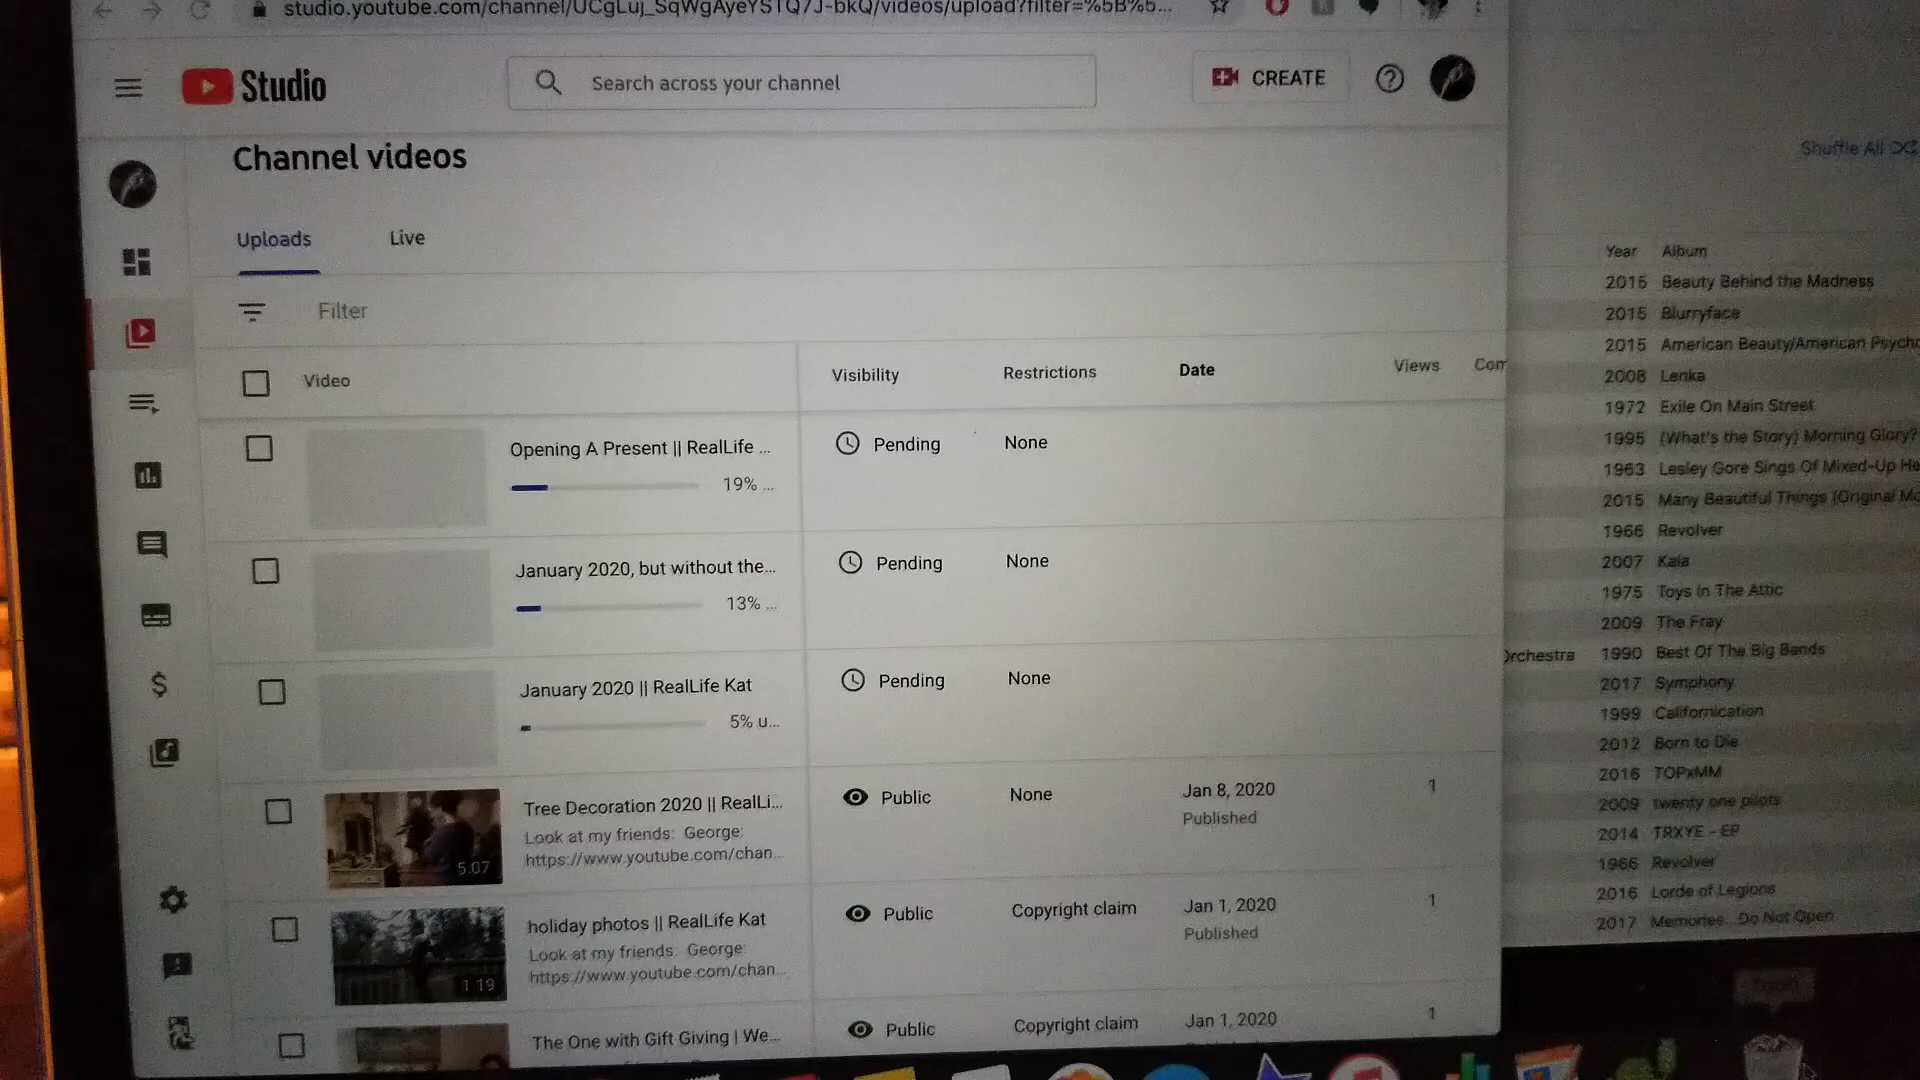 studio.youtube.com/channel/UCgLuj_SqWgAyeYSTQ7J-bkQ/videos/upload?filter=%5B%5...
Studio
Search across your channel
CREATE
Channel videos
Uploads Live
Filter
Video Visibility Restrictions Date Views Com
Opening A Present || RealLife ... Pending None
19% ...
January 2020, but without the... Pending None
13% ...
January 2020 || RealLife Kat Pending None
5% u...
Tree Decoration 2020 || RealLi... Public None Jan 8, 2020 1
Look at my friends: George: Published
https://www.youtube.com/chan...
5:07
holiday photos || RealLife Kat Public Copyright claim Jan 1, 2020 1
Look at my friends: George: Published
https://www.youtube.com/chan...
1:19
The One with Gift Giving | We... Public Copyright claim Jan 1, 2020 1
Shuffle All
Year Album
2015 Beauty Behind the Madness
2015 Blurryface
2015 American Beauty/American Psycho
2008 Lenka
1972 Exile On Main Street
1995 (What's the Story) Morning Glory?
1963 Lesley Gore Sings Of Mixed-Up He
2015 Many Beautiful Things (Original Mo
1966 Revolver
2007 Kala
1975 Toys In The Attic
2009 The Fray
Orchestra 1990 Best Of The Big Bands
2017 Symphony
1999 Californication
2012 Born to Die
2016 TOPxMM
2009 twenty one pilots
2014 TRXYE - EP
1966 Revolver
2016 Lorde of Legions
2017 Memories...Do Not Open